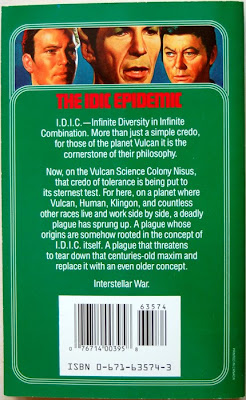 THE IDIC EPIDEMIC
I.D.I.C.—Infinite Diversity in Infinite
Combination. More than just a simple credo,
for those of the planet Vulcan it is the
cornerstone of their philosophy.
Now, on the Vulcan Science Colony Nisus,
that credo of tolerance is being put to
its sternest test. For here, on a planet where
Vulcan, Human, Klingon, and countless
other races live and work side by side, a deadly
plague has sprung up. A plague whose
origins are somehow rooted in the concept of
I.D.I.C. itself. A plague that threatens
to tear down that centuries-old maxim and
replace it with an even older concept.
Interstellar War.
63574
0 76714 00395 8
ISBN 0-671-63574-3